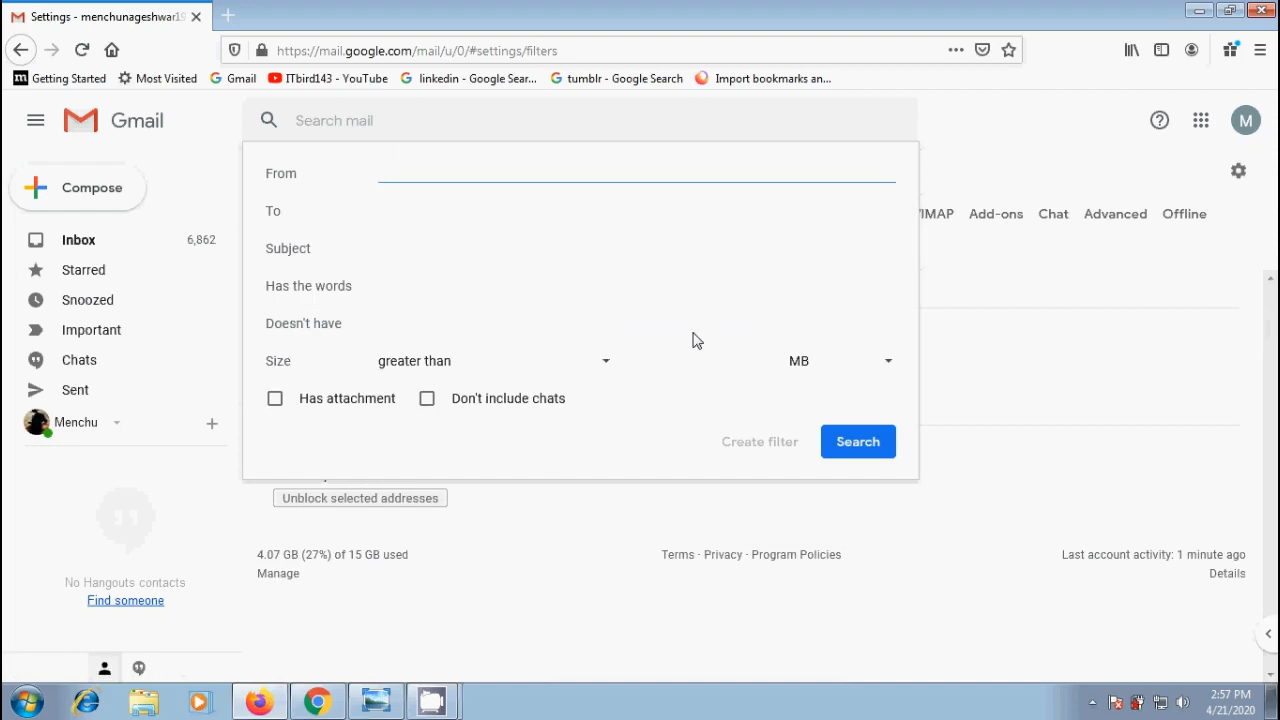 Settings - menchunageshwar19
https://mail.google.com/mail/u/0/#settings/filters
Getting Started Most Visited Gmail ITbird143 - YouTube linkedin - Google Sear... tumblr - Google Search Import bookmarks an...
Gmail
Search mail
M
Compose
From
To
Subject
Has the words
Doesn't have
Size greater than MB
Has attachment Don't include chats
Create filter Search
/IMAP Add-ons Chat Advanced Offline
Inbox 6,862
Starred
Snoozed
Important
Chats
Sent
Menchu
Unblock selected addresses
4.07 GB (27%) of 15 GB used
Manage
Terms · Privacy · Program Policies
Last account activity: 1 minute ago
Details
No Hangouts contacts
Find someone
2:57 PM
4/21/2020